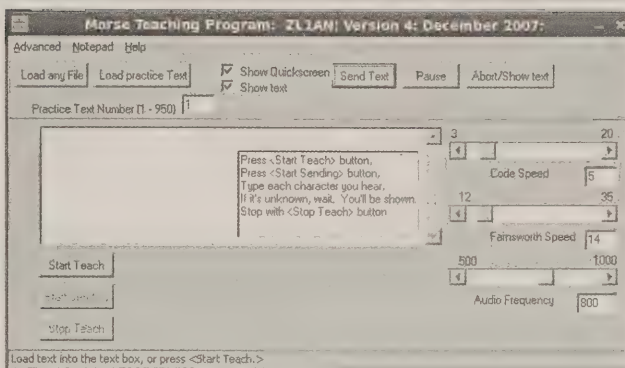 Morse Teaching Program: ZL1AN: Version 4: December 2007:
Advanced Notepad Help
Load any File Load practice Text Show Quickscreen Send Text Pause Abort/Show text
Show text
Practice Text Number (1 - 950) 1
3 20
Press <Start Teach> button,
Press <Start Sending> button,
Type each character you hear.
If it's unknown, wait. You'll be shown.
Stop with <Stop Teach> button
Code Speed 5
12 35
Farnsworth Speed 14
Start Teach
500 1000
Start Sending
Audio Frequency 800
Stop Teach
Load text into the text box, or press <Start Teach.>